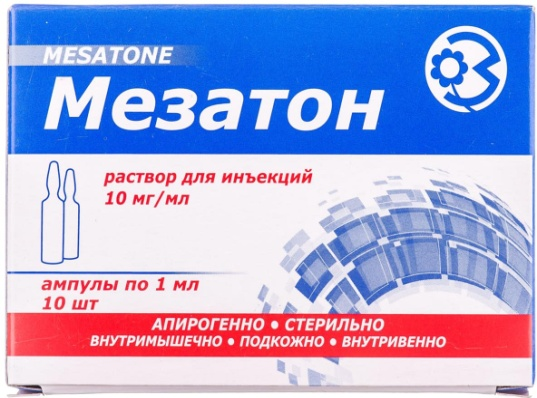 MESATONE
Мезатон
раствор для инъекций
10 мг/мл
ампулы по 1 мл
10 шт
АПИРОГЕННО • СТЕРИЛЬНО
ВНУТРИМЫШЕЧНО • ПОДКОЖНО • ВНУТРИВЕННО